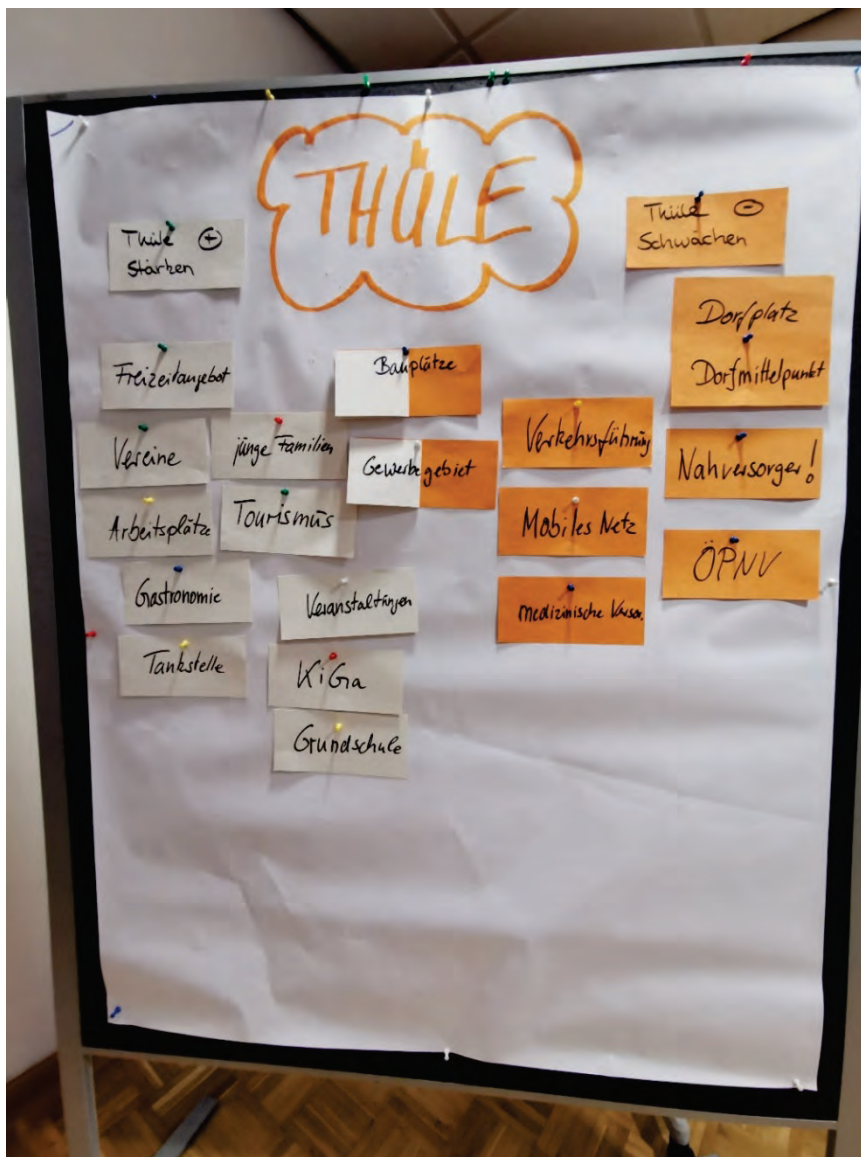 THÜLE
Thüle +
Stärken
Freizeitangebot
Vereine
junge Familien
Arbeitsplätze
Tourismus
Gastronomie
Veranstaltungen
Tankstelle
KiGa
Grundschule
Bauplätze
Gewerbegebiet
Thüle -
Schwächen
Dorfplatz
Dorfmittelpunkt
Verkehrsführung
Nahversorger!
Mobiles Netz
ÖPNV
medizinische Versor.